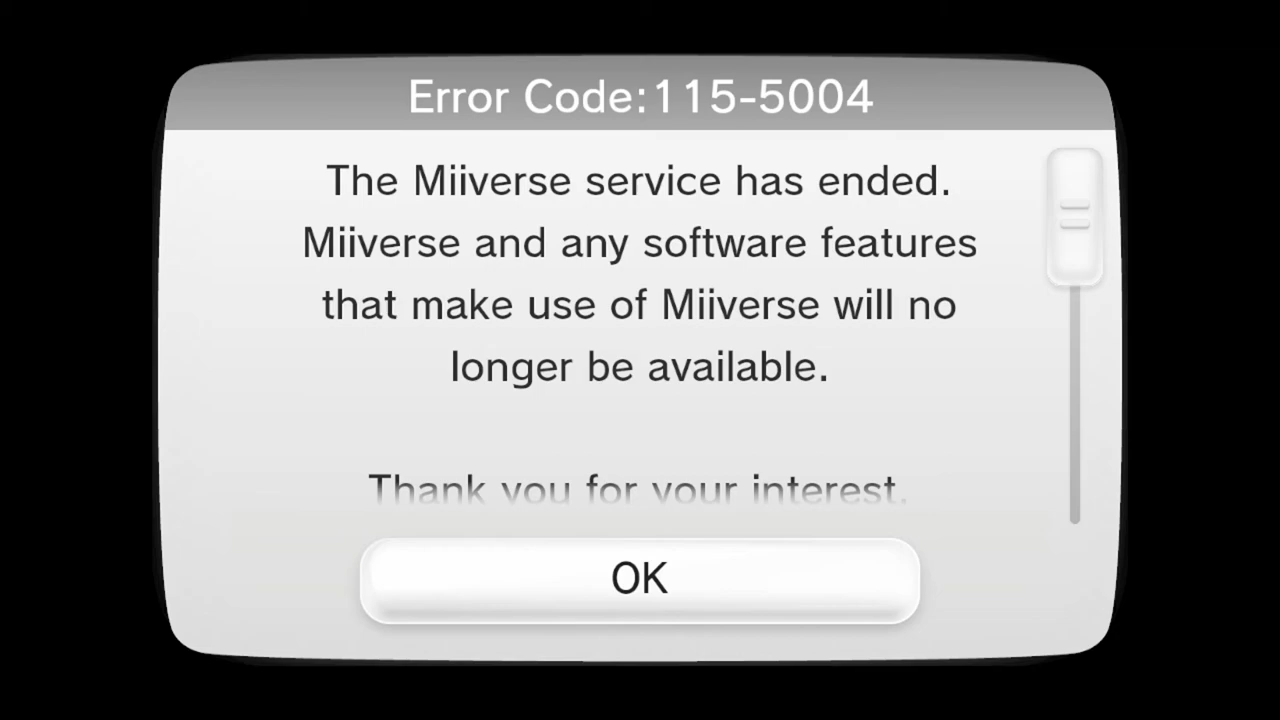 Error Code:115-5004
The Miiverse service has ended.
Miiverse and any software features
that make use of Miiverse will no
longer be available.
Thank you for your interest.
OK